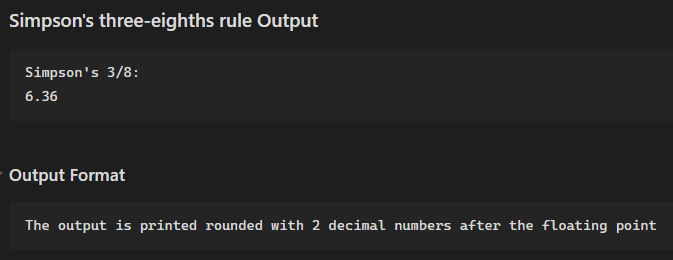 Simpson's three-eighths rule Output
Simpson's 3/8:
6.36
Output Format
The output is printed rounded with 2 decimal numbers after the floating point